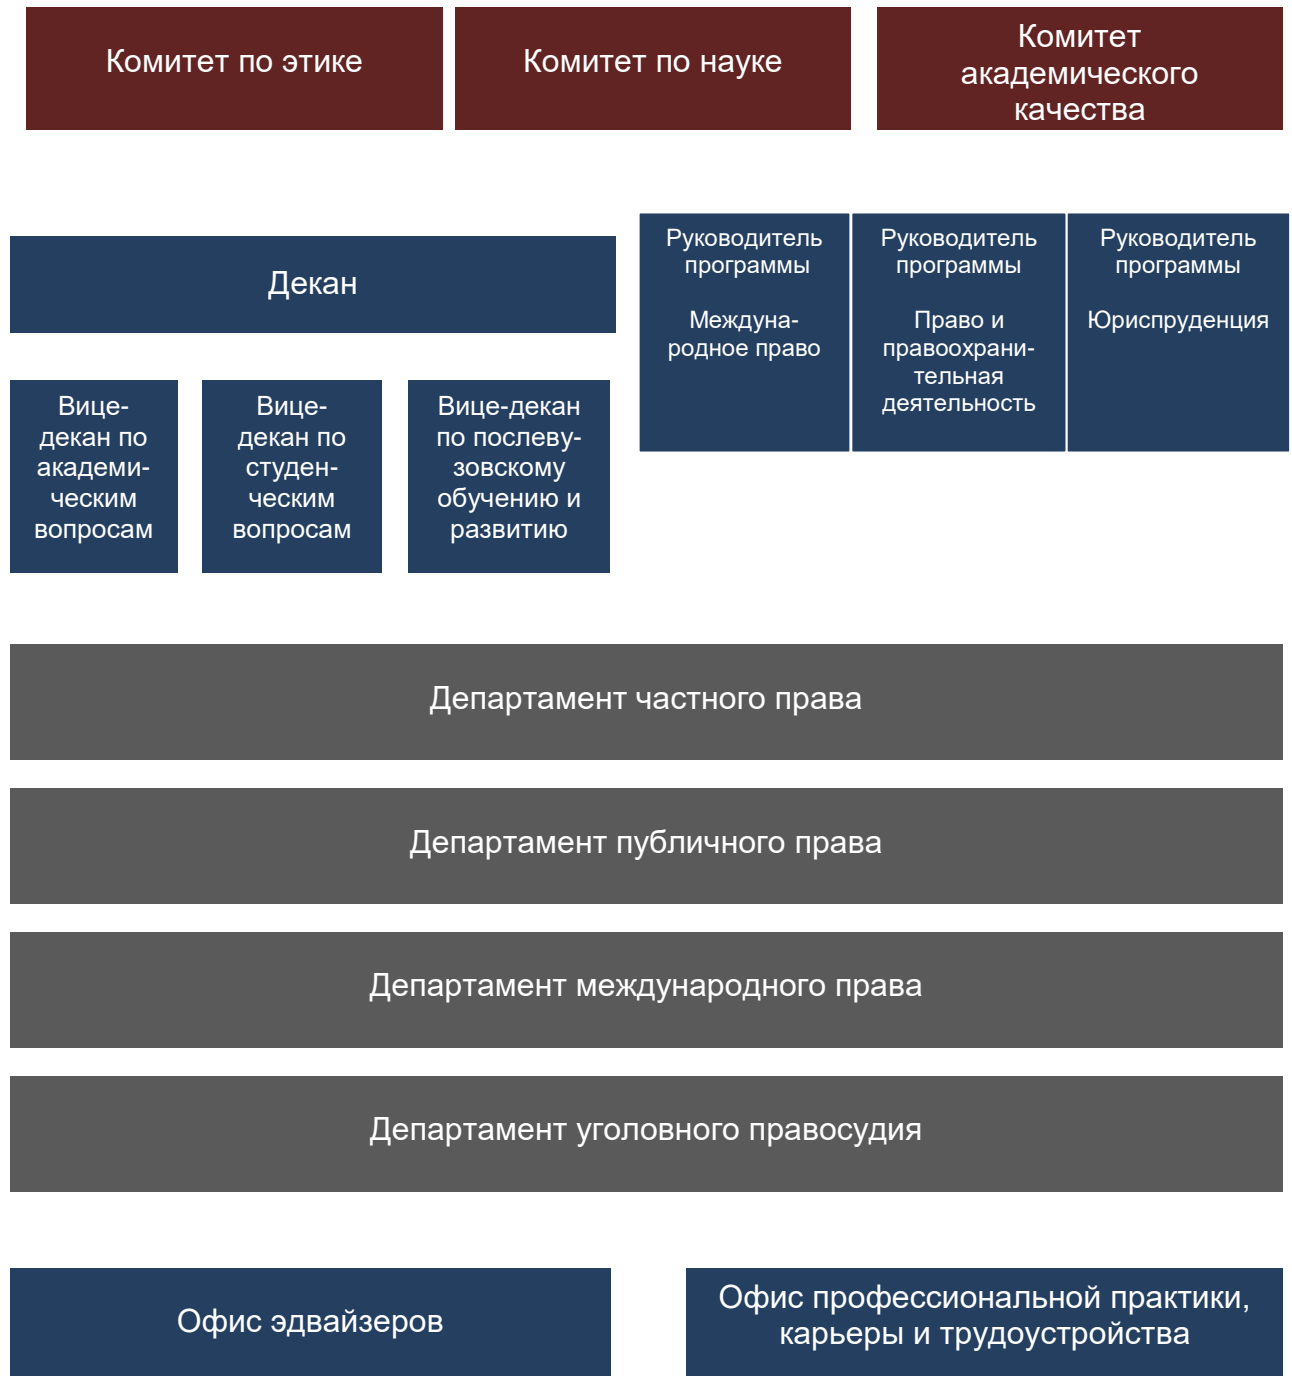 Комитет по этике
Комитет по науке
Комитет
академического
качества
Декан
Руководитель
программы
Междуна-
родное право
Руководитель
программы
Право и
правоохрани-
тельная
деятельность
Руководитель
программы
Юриспруденция
Вице-
декан по
академи-
ческим
вопросам
Вице-
декан по
студен-
ческим
вопросам
Вице-декан
по послеву-
зовскому
обучению и
развитию
Департамент частного права
Департамент публичного права
Департамент международного права
Департамент уголовного правосудия
Офис эдвайзеров
Офис профессиональной практики,
карьеры и трудоустройства